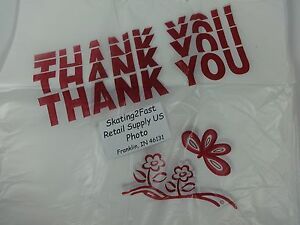 THANK YOU
THANK YOU
THANK YOU
Skating2Fast
Retail Supply US
Photo
Franklin, IN 46131